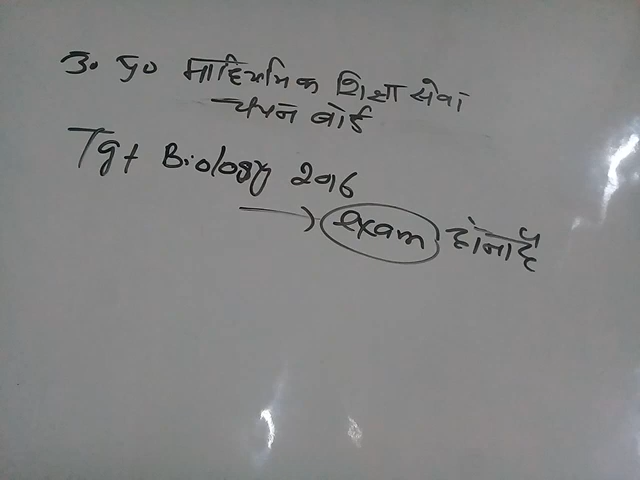 उ० प्र० माध्यमिक शिक्षा सेवा
चयन बोर्ड
Tgt Biology 2016
→ exam होना है